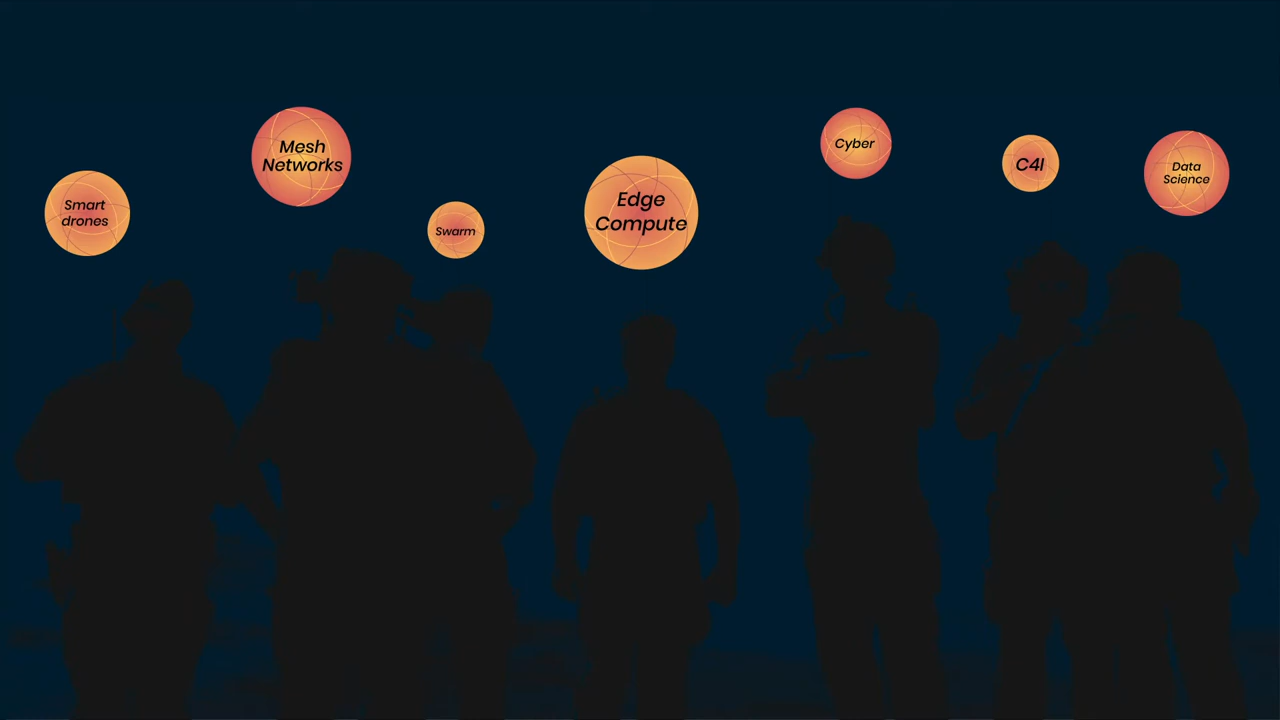 Smart
drones
Mesh
Networks
Swarm
Edge
Compute
Cyber
C4I
Data
Science